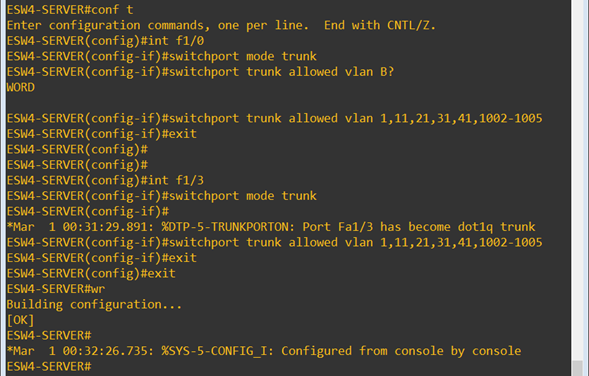 ESW4-SERVER#conf t
Enter configuration commands, one per line.  End with CNTL/Z.
ESW4-SERVER(config)#int f1/0
ESW4-SERVER(config-if)#switchport mode trunk
ESW4-SERVER(config-if)#switchport trunk allowed vlan B?
WORD
ESW4-SERVER(config-if)#switchport trunk allowed vlan 1,11,21,31,41,1002-1005
ESW4-SERVER(config-if)#exit
ESW4-SERVER(config)#
ESW4-SERVER(config)#
ESW4-SERVER(config)#int f1/3
ESW4-SERVER(config-if)#switchport mode trunk
ESW4-SERVER(config-if)#
*Mar  1 00:31:29.891: %DTP-5-TRUNKPORTON: Port Fa1/3 has become dot1q trunk
ESW4-SERVER(config-if)#switchport trunk allowed vlan 1,11,21,31,41,1002-1005
ESW4-SERVER(config-if)#exit
ESW4-SERVER(config)#exit
ESW4-SERVER#wr
Building configuration...
[OK]
ESW4-SERVER#
*Mar  1 00:32:26.735: %SYS-5-CONFIG_I: Configured from console by console
ESW4-SERVER#